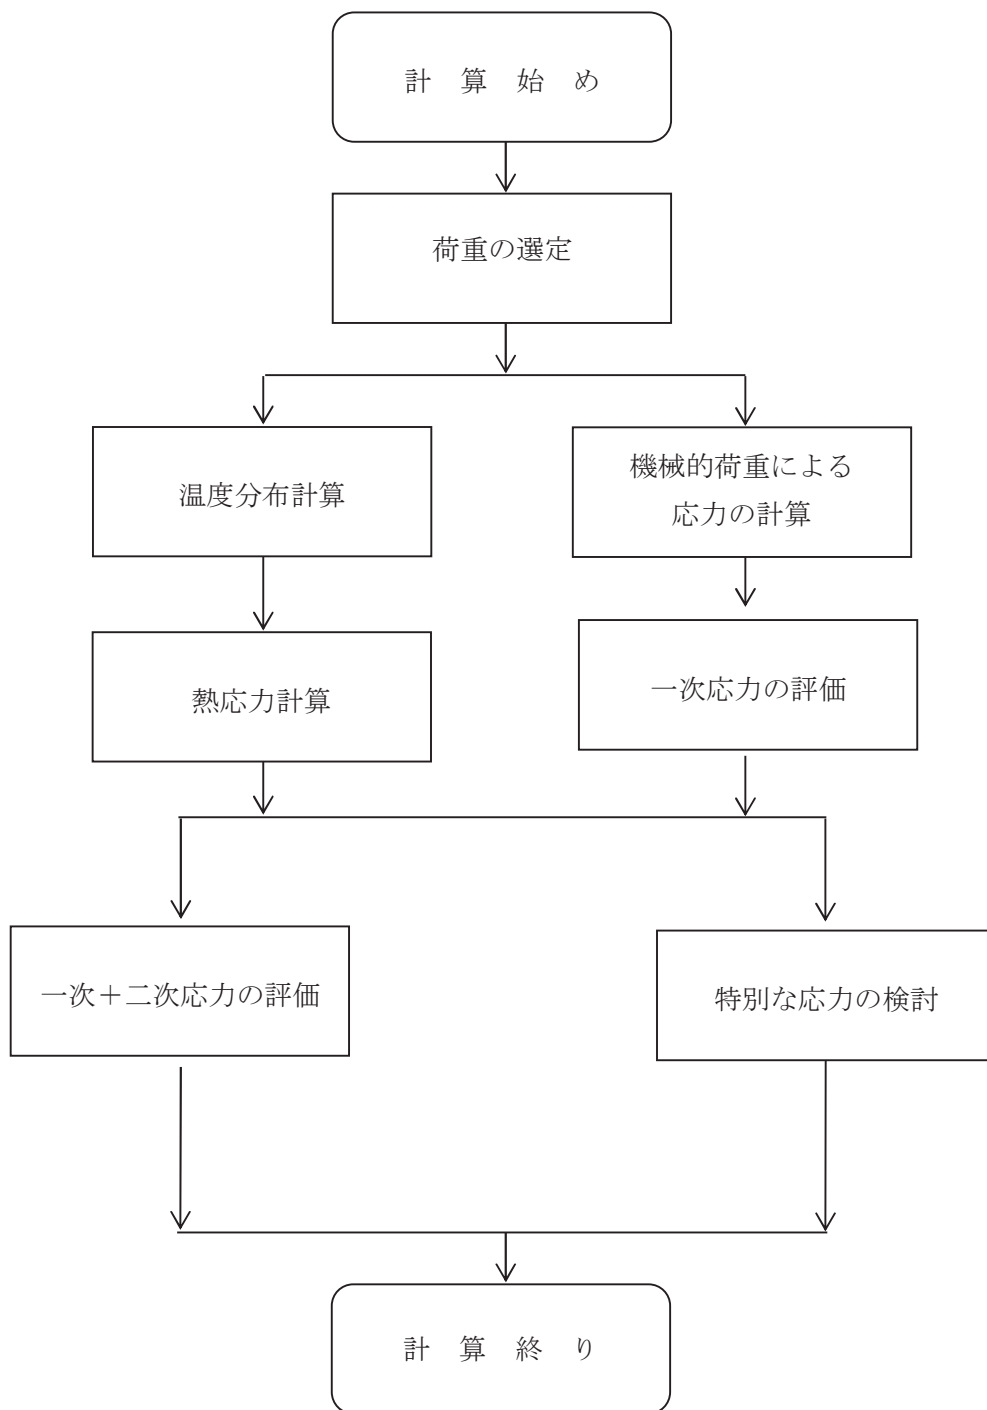 計 算 始 め
荷重の選定
温度分布計算
機械的荷重による
応力の計算
熱応力計算
一次応力の評価
一次＋二次応力の評価
特別な応力の検討
計 算 終 り